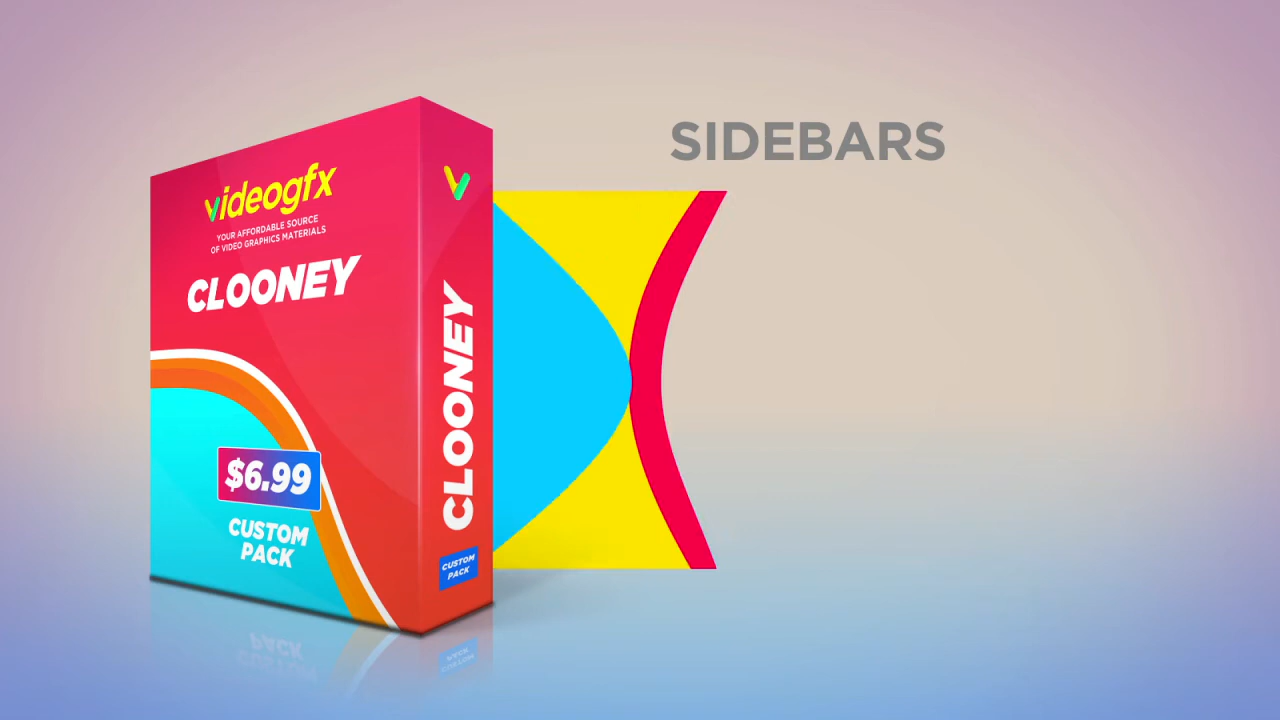 SIDEBARS
videogfx
YOUR AFFORDABLE SOURCE
OF VIDEO GRAPHICS MATERIALS
CLOONEY
$6.99
CUSTOM
PACK
CLOONEY
CUSTOM
PACK